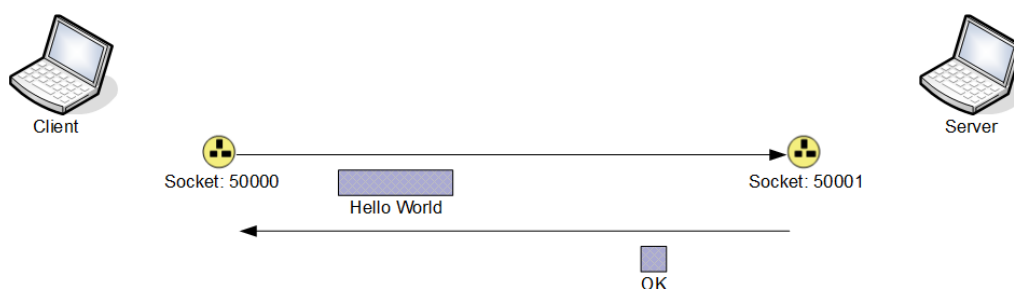 Client
Server
Socket: 50000
Socket: 50001
Hello World
OK